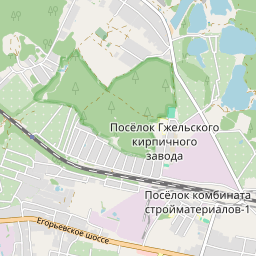 Посёлок Гжельского
кирпичного
завода
Посёлок комбината
стройматериалов-1
Егорьевское шоссе